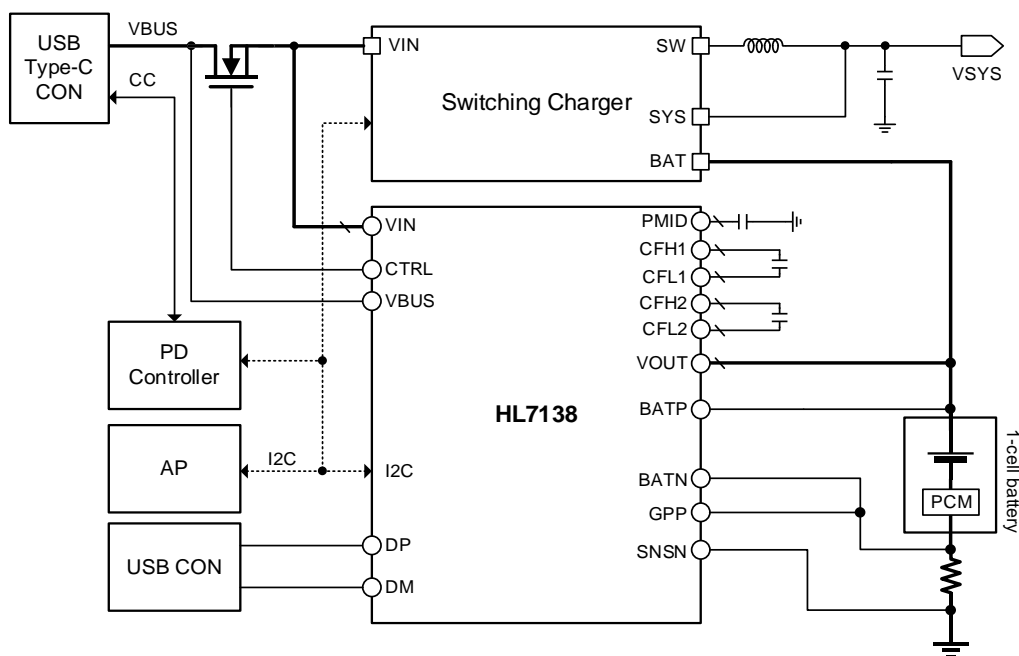 USB
Type-C
CON
VBUS
CC
VIN
Switching Charger
SW
SYS
BAT
VSYS
VIN
CTRL
VBUS
PMID
CFH1
CFL1
CFH2
CFL2
VOUT
BATP
BATN
GPP
SNSN
HL7138
PD
Controller
AP
I2C
I2C
USB CON
DP
DM
PCM
1-cell battery